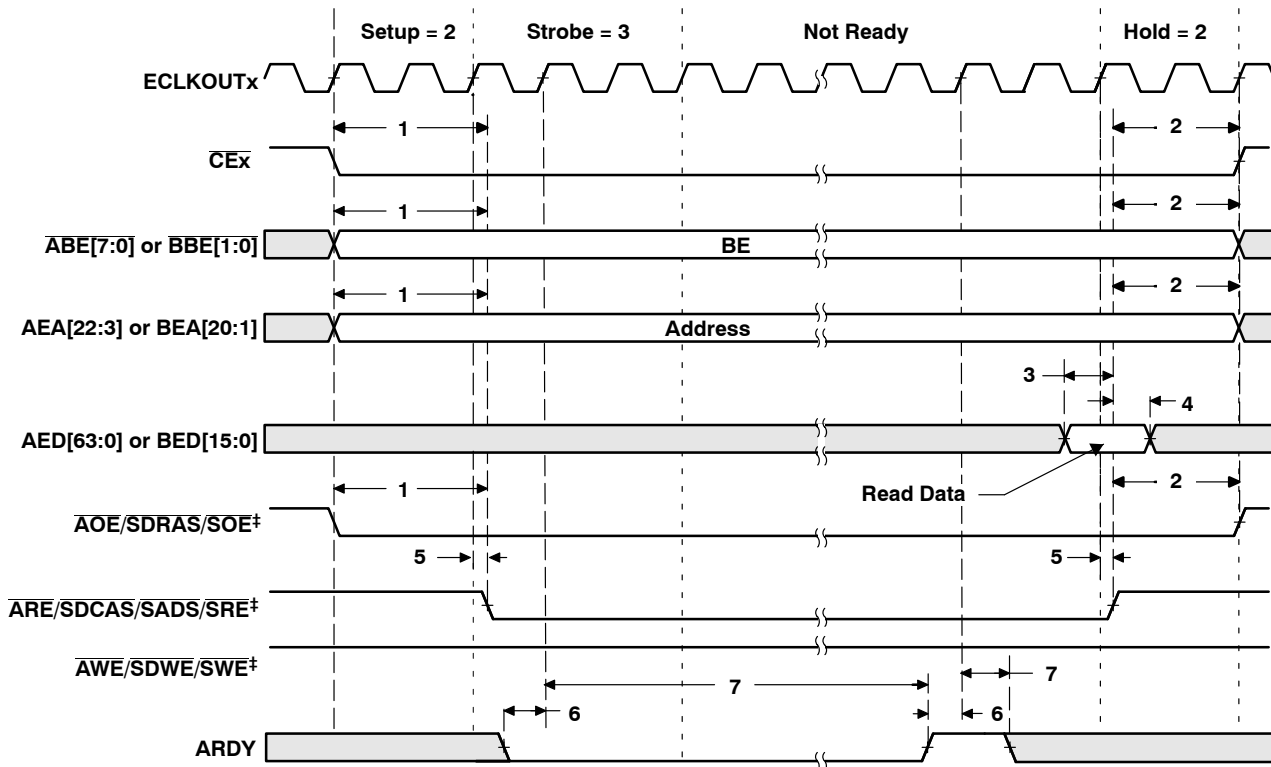 Setup = 2 Strobe = 3 Not Ready Hold = 2
ECLKOUTx
1 2
CEx
1 2
ABE[7:0] or BBE[1:0] BE
1 2
AEA[22:3] or BEA[20:1] Address
3
4
AED[63:0] or BED[15:0]
1 Read Data 2
AOE/SDRAS/SOE‡
5 5
ARE/SDCAS/SADS/SRE‡
AWE/SDWE/SWE‡
7 7
6 6
ARDY